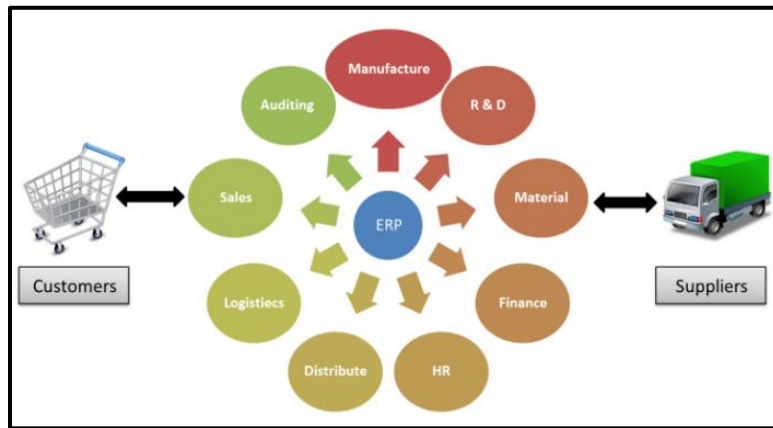 Manufacture
Auditing
R & D
Sales
ERP
Material
Customers
Suppliers
Logistiecs
Finance
Distribute
HR